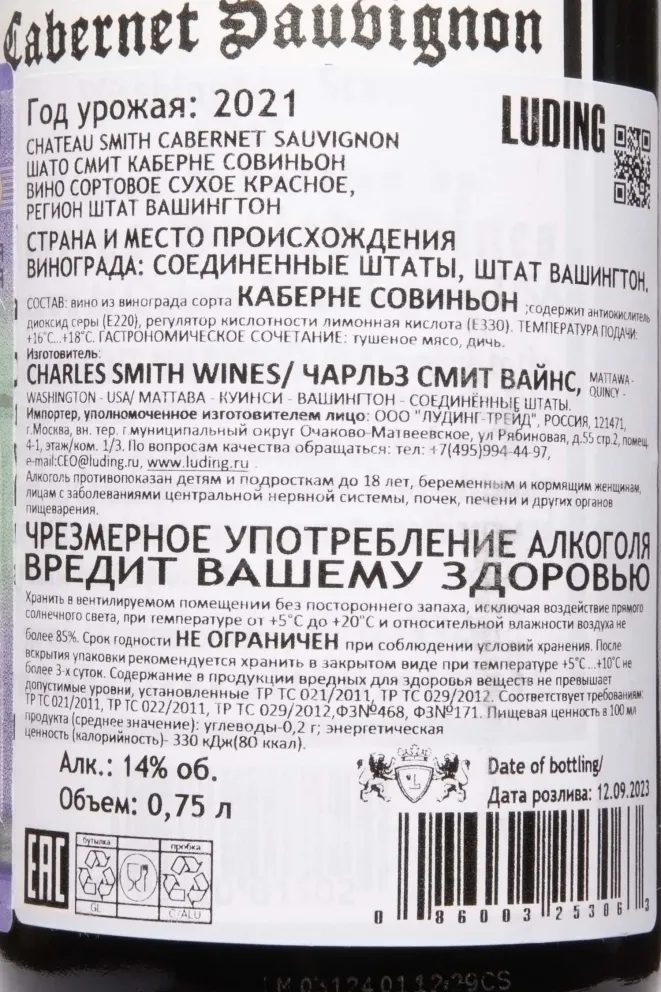 Cabernet Sauvignon
Год урожая: 2021
LUDING
CHATEAU SMITH CABERNET SAUVIGNON
ШАТО СМИТ КАБЕРНЕ СОВИНЬОН
ВИНО СОРТОВОЕ СУХОЕ КРАСНОЕ,
РЕГИОН ШТАТ ВАШИНГТОН
СТРАНА И МЕСТО ПРОИСХОЖДЕНИЯ
ВИНОГРАДА: СОЕДИНЕННЫЕ ШТАТЫ, ШТАТ ВАШИНГТОН.
СОСТАВ: вино из винограда сорта КАБЕРНЕ СОВИНЬОН ;содержит антиокислитель
диоксид серы (E220), регулятор кислотности лимонная кислота (E330). ТЕМПЕРАТУРА ПОДАЧИ:
+16°С...+18°С. ГАСТРОНОМИЧЕСКОЕ СОЧЕТАНИЕ: тушеное мясо, дичь.
Изготовитель:
CHARLES SMITH WINES/ ЧАРЛЬЗ СМИТ ВАЙНС, MATTAWA - QUINCY -
WASHINGTON - USA/ МАТТАВА - КУИНСИ - ВАШИНГТОН - СОЕДИНЁННЫЕ ШТАТЫ.
Импортер, уполномоченное изготовителем лицо: ООО "ЛУДИНГ-ТРЕЙД", РОССИЯ, 121471,
г.Москва, вн. тер. г.муниципальный округ Очаково-Матвеевское, ул Рябиновая, д.55 стр.2, помещ.
4-1, этаж/ком. 1/3. По вопросам качества обращаться: тел: +7(495)994-44-97,
e-mail:CEO@luding.ru, www.luding.ru .
Алкоголь противопоказан детям и подросткам до 18 лет, беременным и кормящим женщинам,
лицам с заболеваниями центральной нервной системы, почек, печени и других органов
пищеварения.
ЧРЕЗМЕРНОЕ УПОТРЕБЛЕНИЕ АЛКОГОЛЯ
ВРЕДИТ ВАШЕМУ ЗДОРОВЬЮ
Хранить в вентилируемом помещении без постороннего запаха, исключая воздействие прямого
солнечного света, при температуре от +5°С до +20°С и относительной влажности воздуха не
более 85%. Срок годности НЕ ОГРАНИЧЕН при соблюдении условий хранения. После
вскрытия упаковки рекомендуется хранить в закрытом виде при температуре +5°С...+10°С не
более 3-х суток. Содержание в продукции вредных для здоровья веществ не превышает
допустимые уровни, установленные ТР ТС 021/2011, ТР ТС 029/2012. Соответствует требованиям:
ТР ТС 021/2011, ТР ТС 022/2011, ТР ТС 029/2012,ФЗ№468, ФЗ№171. Пищевая ценность в 100 мл
продукта (среднее значение): углеводы-0,2 г; энергетическая
ценность (калорийность)- 330 кДж(80 ккал).
Алк.: 14% об.
Объем: 0,75 л
Date of bottling/
Дата розлива: 12.09.2023
EAC
бутылка
пробка
GL
C/ALU
0 86003 25306 3